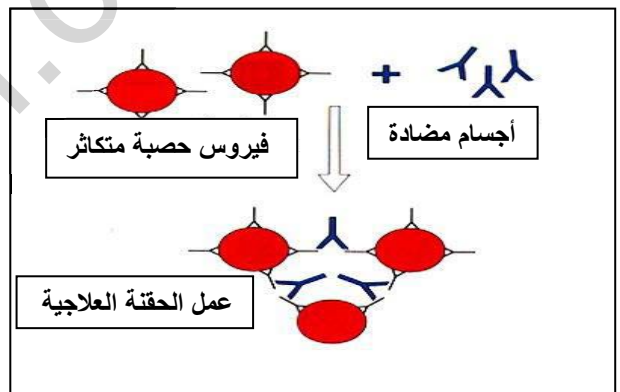 أجسام مضادة
فيروس حصبة متكاثر
عمل الحقنة العلاجية